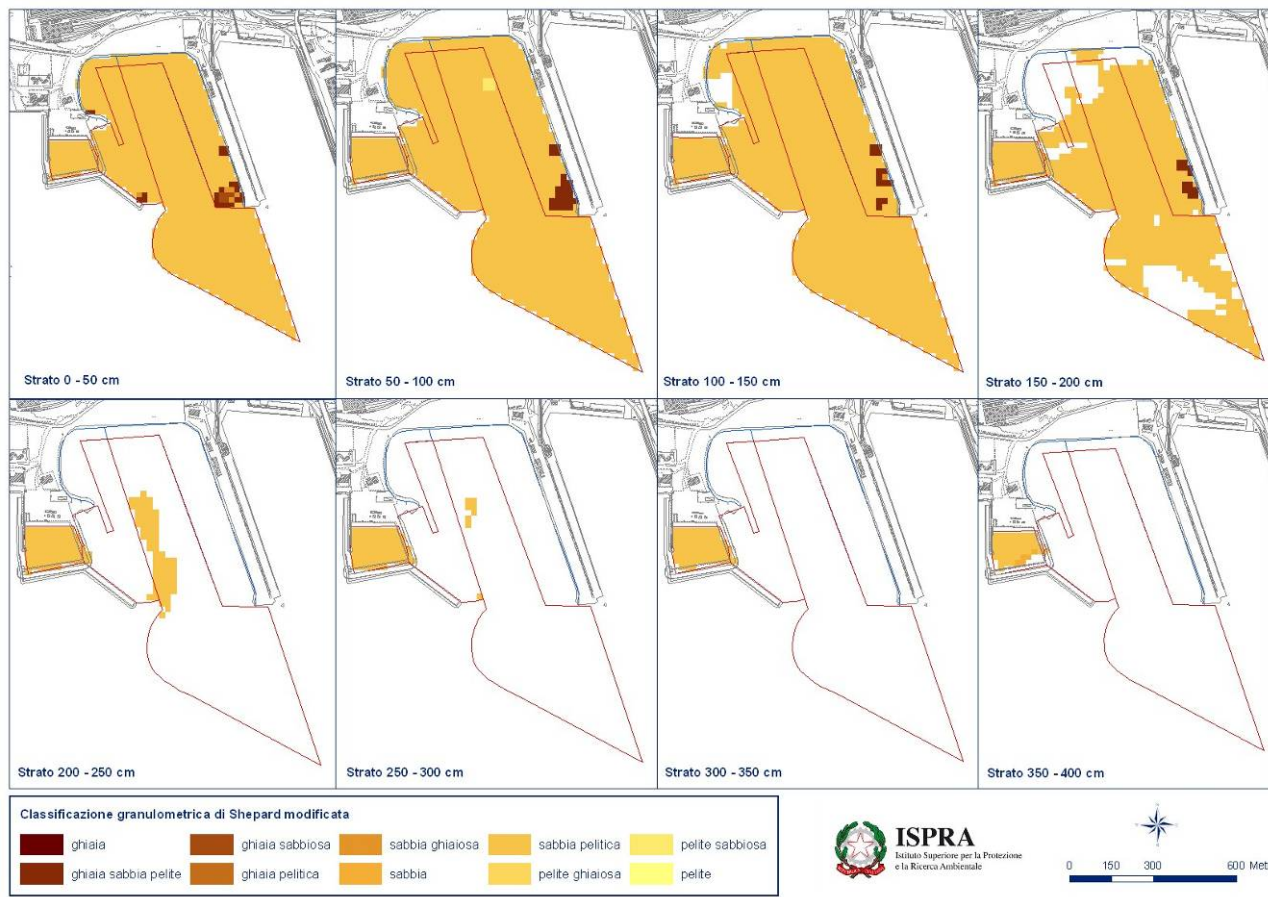 Strato 0 - 50 cm
Strato 50 - 100 cm
Strato 100 - 150 cm
Strato 150 - 200 cm
Strato 200 - 250 cm
Strato 250 - 300 cm
Strato 300 - 350 cm
Strato 350 - 400 cm
Classificazione granulometrica di Shepard modificata
ghiaia
ghiaia sabbiosa
sabbia ghiaiosa
sabbia pelitica
pelite sabbiosa
ghiaia sabbia pelite
ghiaia pelitica
sabbia
pelite ghiaiosa
pelite
ISPRA
Istituto Superiore per la Protezione
e la Ricerca Ambientale
0 150 300 600 Met